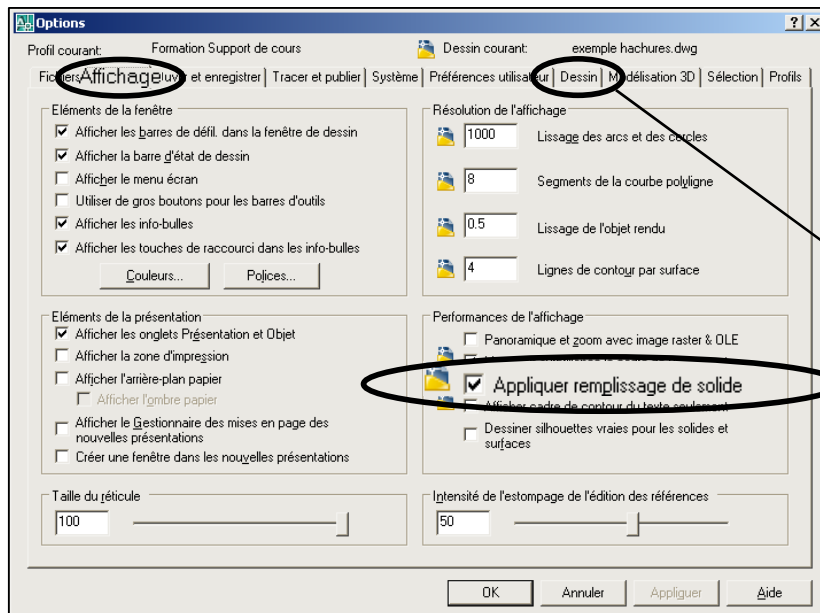 Options
Profil courant: Formation Support de cours Dessin courant: exemple hachures.dwg
Fichiers Affichage et enregistrer Tracer et publier Système Préférences utilisateur Dessin Modélisation 3D Sélection Profils
Eléments de la fenêtre
Afficher les barres de défil. dans la fenêtre de dessin
Afficher la barre d'état de dessin
Afficher le menu écran
Utiliser de gros boutons pour les barres d'outils
Afficher les info-bulles
Afficher les touches de raccourci dans les info-bulles
Couleurs... Polices...
Résolution de l'affichage
1000 Lissage des arcs et des cercles
8 Segments de la courbe polyligne
0.5 Lissage de l'objet rendu
4 Lignes de contour par surface
Eléments de la présentation
Afficher les onglets Présentation et Objet
Afficher la zone d'impression
Afficher l'arrière-plan papier
Afficher l'ombre papier
Afficher le Gestionnaire des mises en page des
nouvelles présentations
Créer une fenêtre dans les nouvelles présentations
Performances de l'affichage
Panoramique et zoom avec image raster & OLE
Appliquer remplissage de solide
Afficher cadre de contour du texte seulement
Dessiner silhouettes vraies pour les solides et
surfaces
Taille du réticule
100
Intensité de l'estompage de l'édition des références
50
OK Annuler Appliquer Aide